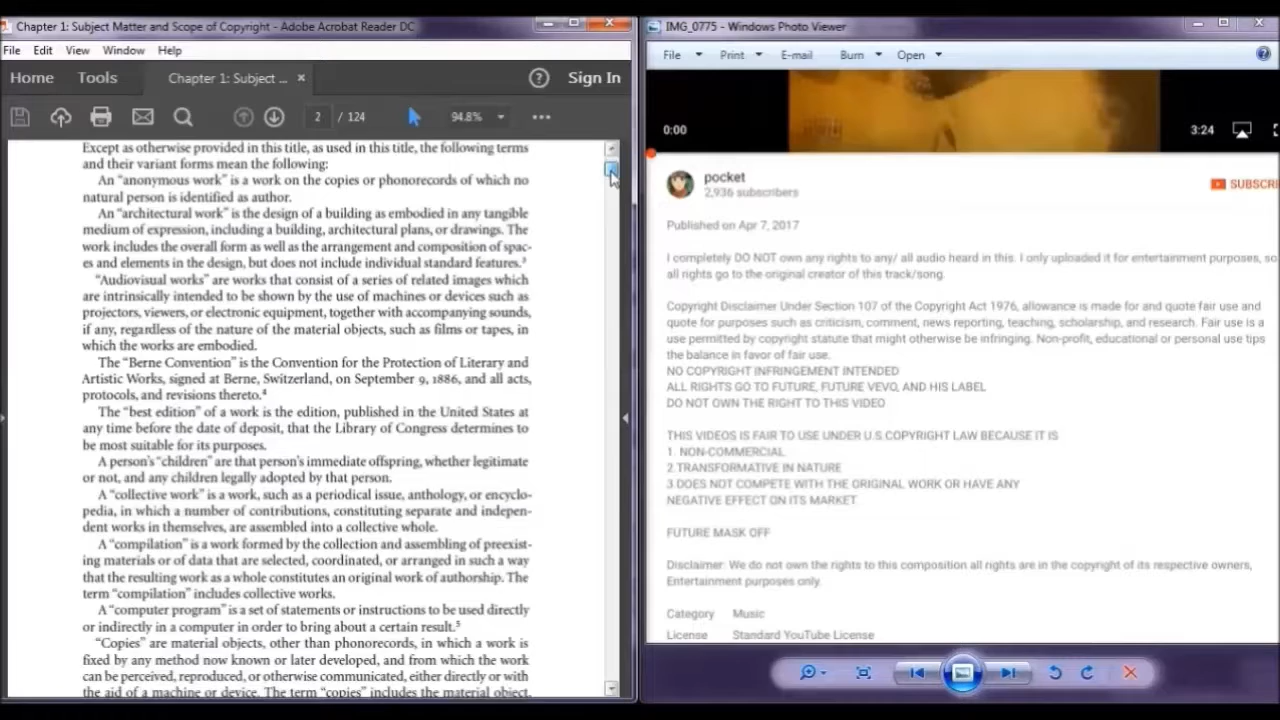 Chapter 1: Subject Matter and Scope of Copyright - Adobe Acrobat Reader DC
File Edit View Window Help
Home Tools Chapter 1: Subject ... × ? Sign In
2 / 124 94.8%
Except as otherwise provided in this title, as used in this title, the following terms
and their variant forms mean the following:
An “anonymous work” is a work on the copies or phonorecords of which no
natural person is identified as author.
An “architectural work” is the design of a building as embodied in any tangible
medium of expression, including a building, architectural plans, or drawings. The
work includes the overall form as well as the arrangement and composition of spac-
es and elements in the design, but does not include individual standard features.³
“Audiovisual works” are works that consist of a series of related images which
are intrinsically intended to be shown by the use of machines or devices such as
projectors, viewers, or electronic equipment, together with accompanying sounds,
if any, regardless of the nature of the material objects, such as films or tapes, in
which the works are embodied.
The “Berne Convention” is the Convention for the Protection of Literary and
Artistic Works, signed at Berne, Switzerland, on September 9, 1886, and all acts,
protocols, and revisions thereto.⁴
The “best edition” of a work is the edition, published in the United States at
any time before the date of deposit, that the Library of Congress determines to
be most suitable for its purposes.
A person’s “children” are that person’s immediate offspring, whether legitimate
or not, and any children legally adopted by that person.
A “collective work” is a work, such as a periodical issue, anthology, or encyclo-
pedia, in which a number of contributions, constituting separate and indepen-
dent works in themselves, are assembled into a collective whole.
A “compilation” is a work formed by the collection and assembling of preexist-
ing materials or of data that are selected, coordinated, or arranged in such a way
that the resulting work as a whole constitutes an original work of authorship. The
term “compilation” includes collective works.
A “computer program” is a set of statements or instructions to be used directly
or indirectly in a computer in order to bring about a certain result.⁵
“Copies” are material objects, other than phonorecords, in which a work is
fixed by any method now known or later developed, and from which the work
can be perceived, reproduced, or otherwise communicated, either directly or with
the aid of a machine or device. The term “copies” includes the material object,
IMG_0775 - Windows Photo Viewer
File Print E-mail Burn Open
0:00 3:24
pocket
2,936 subscribers
SUBSCRI
Published on Apr 7, 2017
I completely DO NOT own any rights to any/ all audio heard in this. I only uploaded it for entertainment purposes, so
all rights go to the original creator of this track/song.
Copyright Disclaimer Under Section 107 of the Copyright Act 1976, allowance is made for and quote fair use and
quote for purposes such as criticism, comment, news reporting, teaching, scholarship, and research. Fair use is a
use permitted by copyright statute that might otherwise be infringing. Non-profit, educational or personal use tips
the balance in favor of fair use.
NO COPYRIGHT INFRINGEMENT INTENDED
ALL RIGHTS GO TO FUTURE, FUTURE VEVO, AND HIS LABEL
DO NOT OWN THE RIGHT TO THIS VIDEO
THIS VIDEOS IS FAIR TO USE UNDER U.S COPYRIGHT LAW BECAUSE IT IS
1. NON-COMMERCIAL
2.TRANSFORMATIVE IN NATURE
3.DOES NOT COMPETE WITH THE ORIGINAL WORK OR HAVE ANY
NEGATIVE EFFECT ON ITS MARKET
FUTURE MASK OFF
Disclaimer: We do not own the rights to this composition all rights are in the copyright of its respective owners,
Entertainment purposes only.
Category Music
License Standard YouTube License